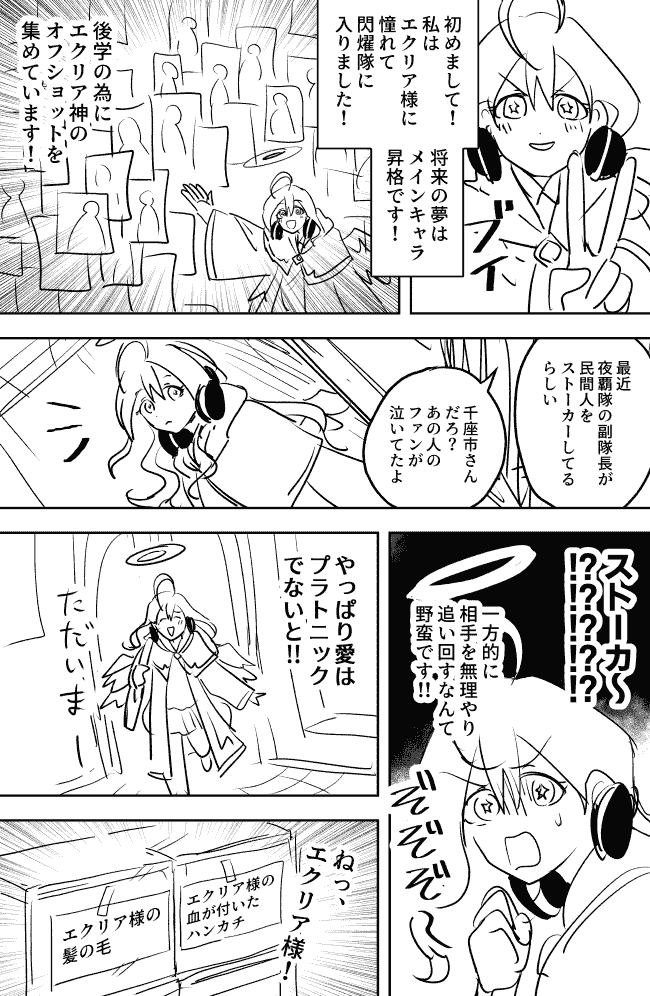 初めまして！
私は
エクリア様に
憧れて
閃燿隊に
入りました！
将来の夢は
メインキャラ
昇格です！
ブイ
後学の為に
エクリア神の
オフショットを
集めています！
最近
夜覇隊の副隊長が
民間人を
ストーカーしてる
らしい
千座市さん
だろ？
あの人の
ファンが
泣いてたよ
ストーカ〜
!?!?!?!?!?
一方的に
相手を無理やり
追い回すなんて
野蛮です!!
ぞぞぞぞ〜
やっぱり愛は
プラトニック
でないと!!
ただいま
ねっ、
エクリア様！
エクリア様の
血が付いた
ハンカチ
エクリア様の
髪の毛